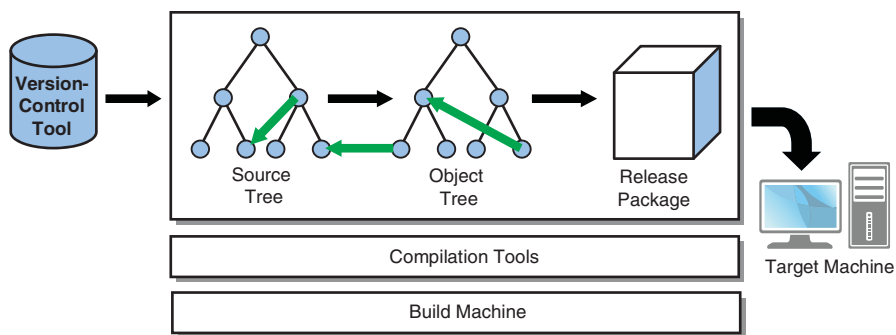 Version-
Control
Tool
Source
Tree
Object
Tree
Release
Package
Compilation Tools
Target Machine
Build Machine